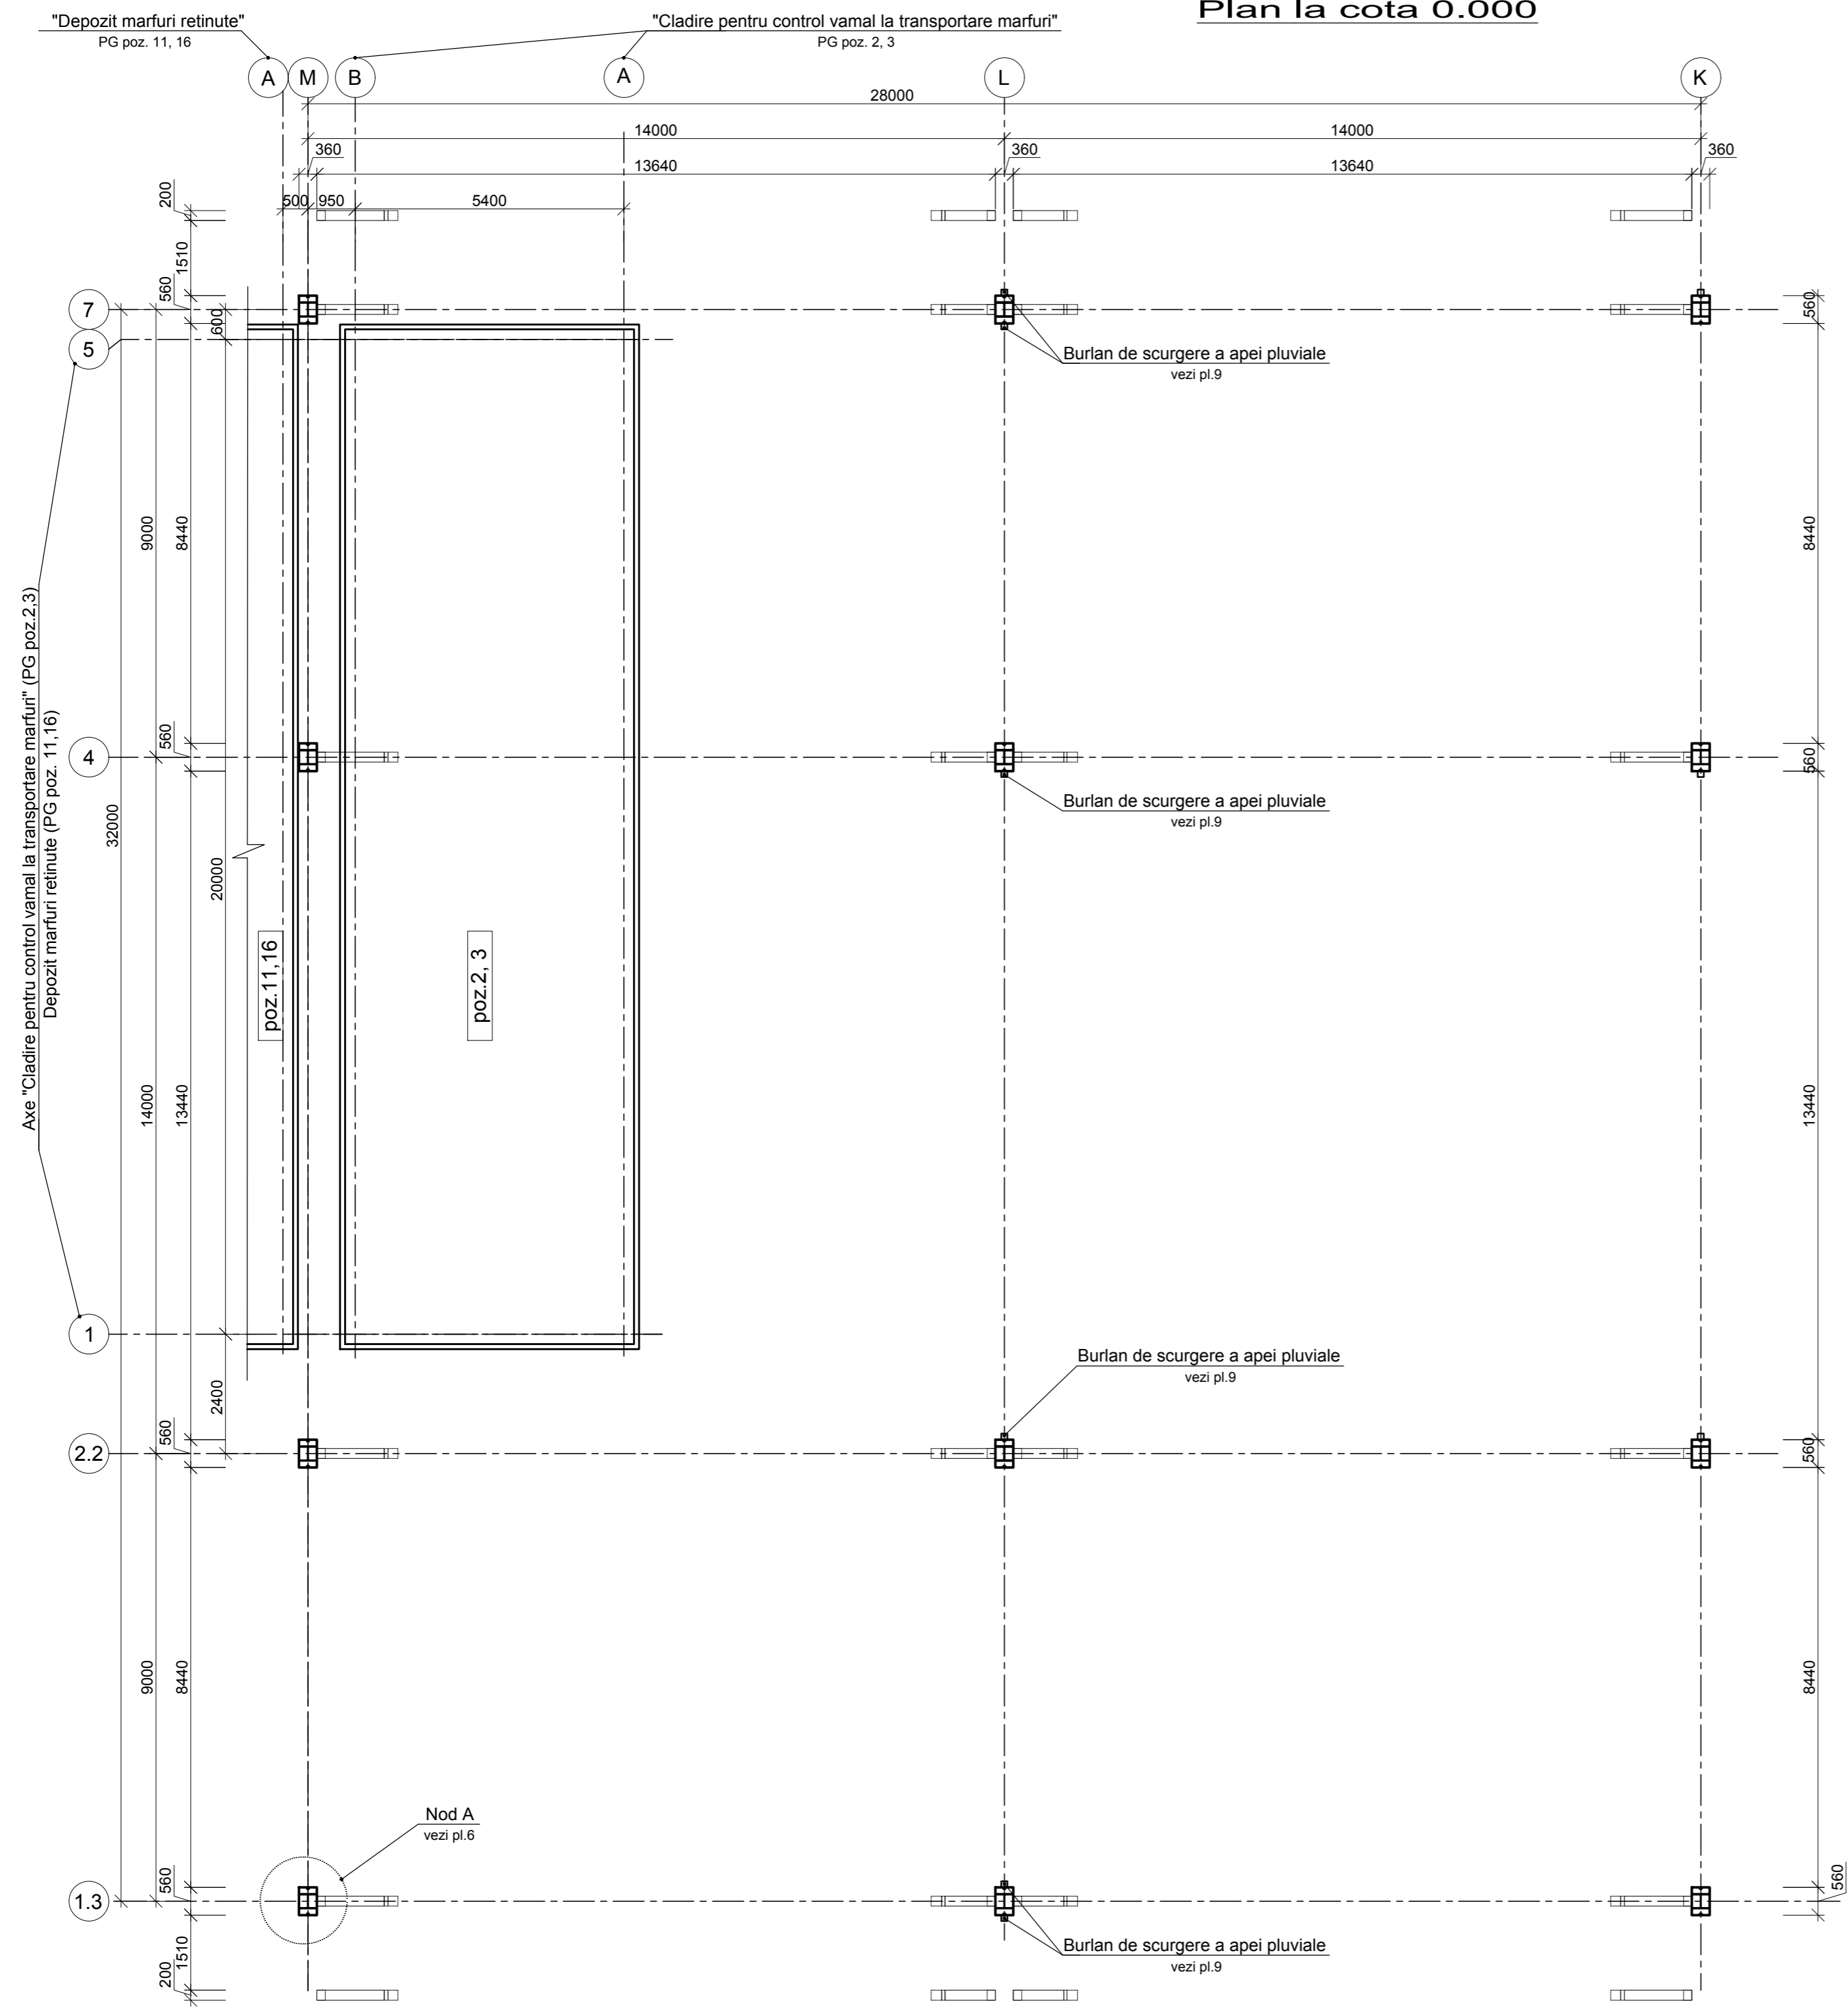 Plan la cota 0.000
"Depozit marfuri retinute"
PG poz. 11, 16
"Cladire pentru control vamal la transportare marfuri"
PG poz. 2, 3
A
M
B
A
L
K
28000
14000
14000
360
13640
360
13640
360
500
950
5400
200
1510
560
600
7
5
560
Burlan de scurgere a apei pluviale
vezi pl.9
9000
8440
8440
Axe "Cladire pentru control vamal la transportare marfuri" (PG poz.2,3)
Depozit marfuri retinute (PG poz. 11,16)
4
560
560
Burlan de scurgere a apei pluviale
vezi pl.9
32000
20000
poz.11,16
poz.2, 3
14000
13440
13440
1
Burlan de scurgere a apei pluviale
vezi pl.9
2400
560
2.2
560
9000
8440
8440
Nod A
vezi pl.6
560
1.3
560
Burlan de scurgere a apei pluviale
vezi pl.9
1510
200